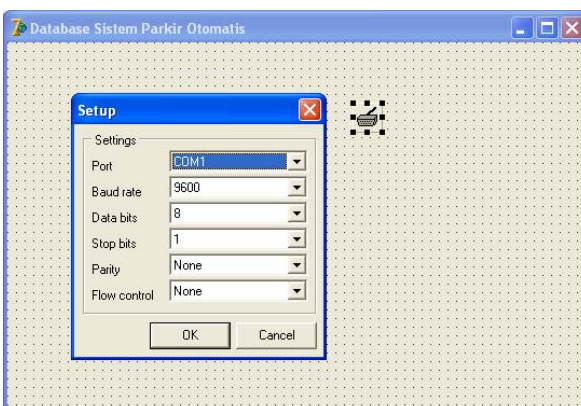 Database Sistem Parkir Otomatis
Setup
Settings
Port COM1
Baud rate 9600
Data bits 8
Stop bits 1
Parity None
Flow control None
OK Cancel